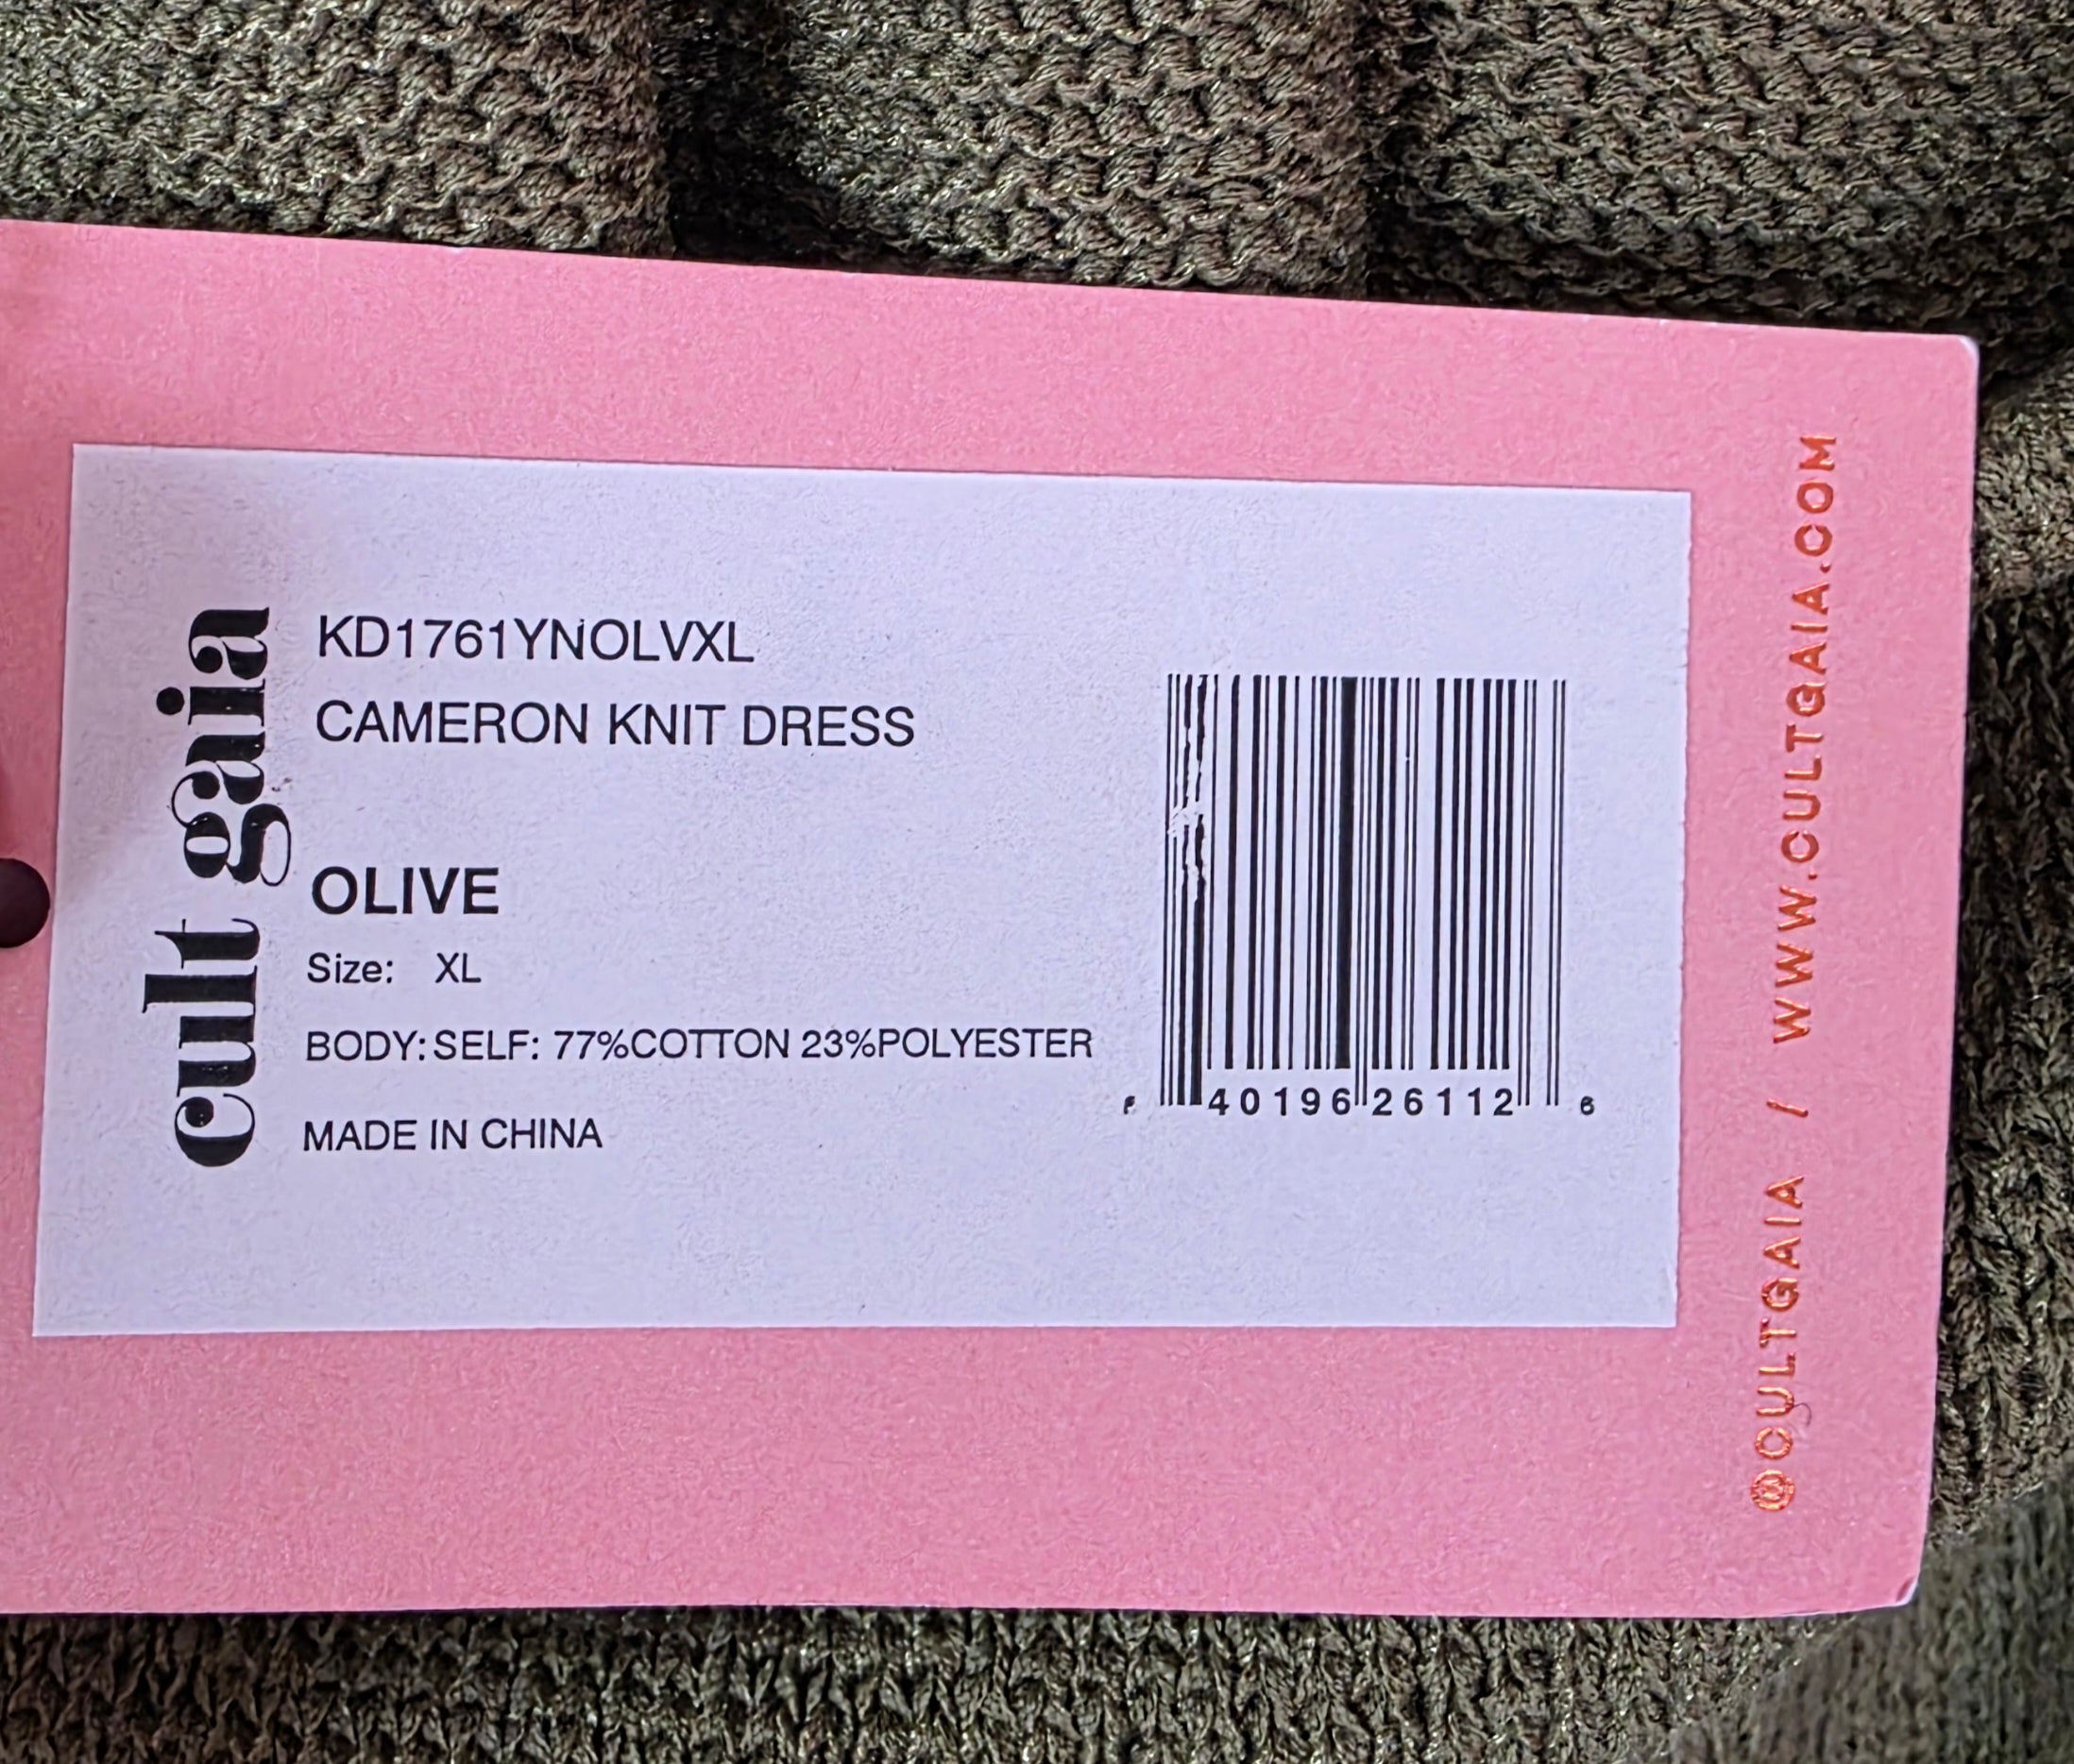 cult gaia
KD1761YNOLVXL
CAMERON KNIT DRESS
OLIVE
Size: XL
BODY: SELF: 77%COTTON 23%POLYESTER
MADE IN CHINA
40196 26112 6
@CULTGAIA / WWW.CULTGAIA.COM